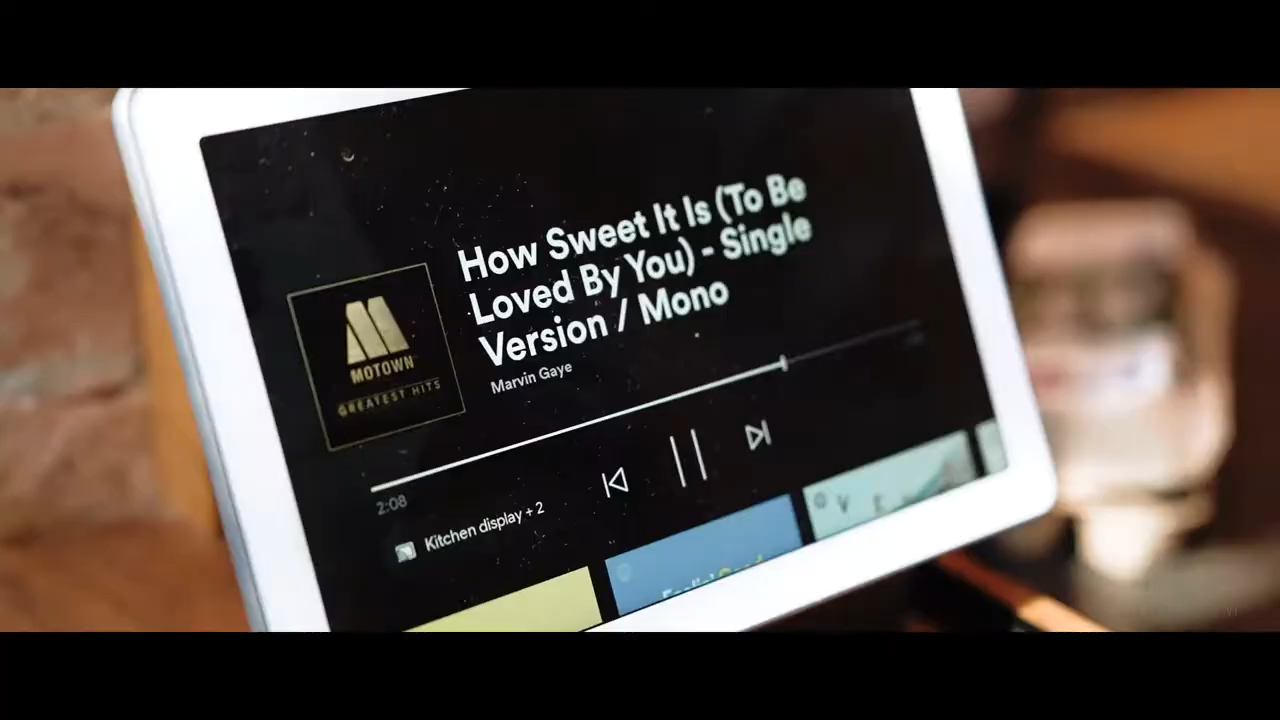 How Sweet It Is (To Be
Loved By You) - Single
Version / Mono
Marvin Gaye
MOTOWN
GREATEST HITS
2:08
Kitchen display + 2